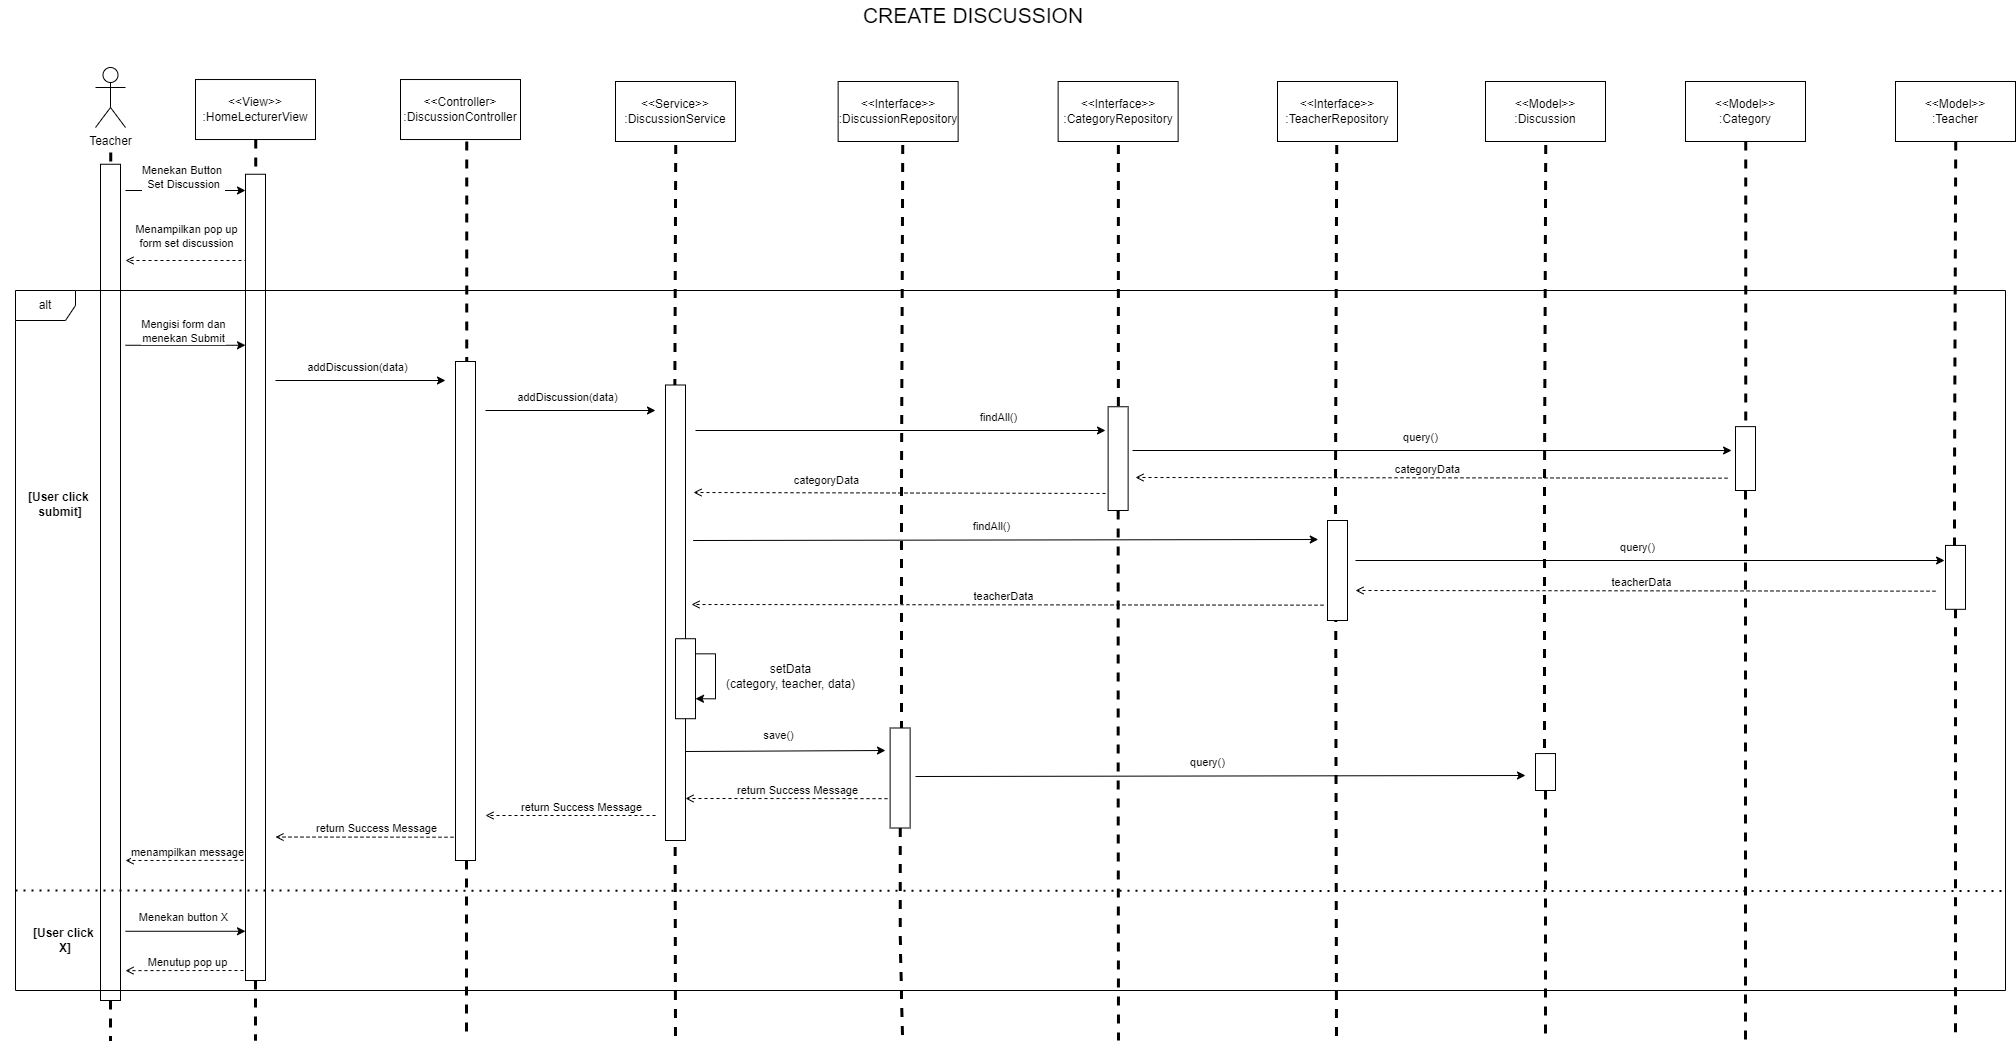 CREATE DISCUSSION
Teacher
<<View>>
:HomeLecturerView
<<Controller>
:DiscussionController
<<Service>>
:DiscussionService
<<Interface>>
:DiscussionRepository
<<Interface>>
:CategoryRepository
<<Interface>>
:TeacherRepository
<<Model>>
:Discussion
<<Model>>
:Category
<<Model>>
:Teacher
Menekan Button
Set Discussion
Menampilkan pop up
form set discussion
alt
Mengisi form dan
menekan Submit
addDiscussion(data)
addDiscussion(data)
findAll()
query()
categoryData
categoryData
[User click
submit]
findAll()
query()
teacherData
teacherData
setData
(category, teacher, data)
save()
query()
return Success Message
return Success Message
return Success Message
menampilkan message
Menekan button X
[User click
X]
Menutup pop up